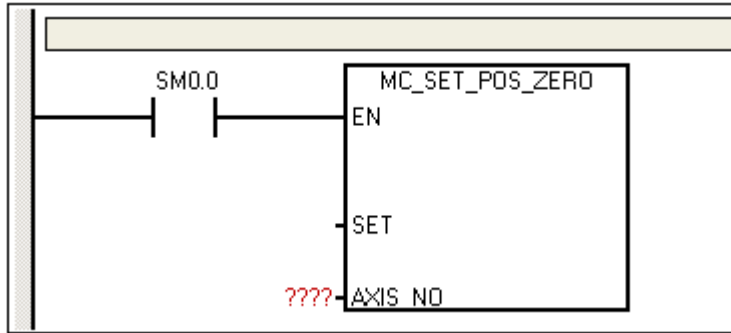 SM0.0
MC_SET_POS_ZERO
EN
SET
???? AXIS_NO